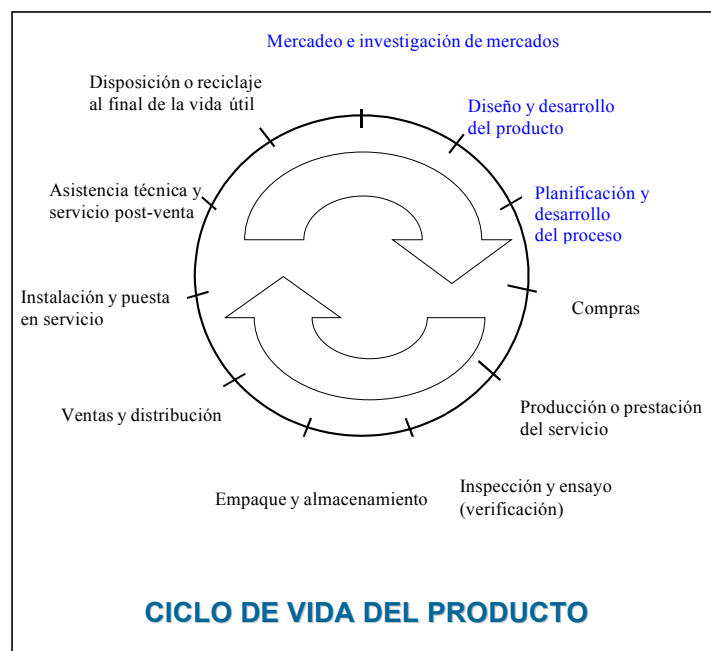 Mercadeo e investigación de mercados
Disposición o reciclaje
al final de la vida útil
Diseño y desarrollo
del producto
Asistencia técnica y
servicio post-venta
Planificación y
desarrollo
del proceso
Instalación y puesta
en servicio
Compras
Ventas y distribución
Producción o prestación
del servicio
Empaque y almacenamiento
Inspección y ensayo
(verificación)
CICLO DE VIDA DEL PRODUCTO